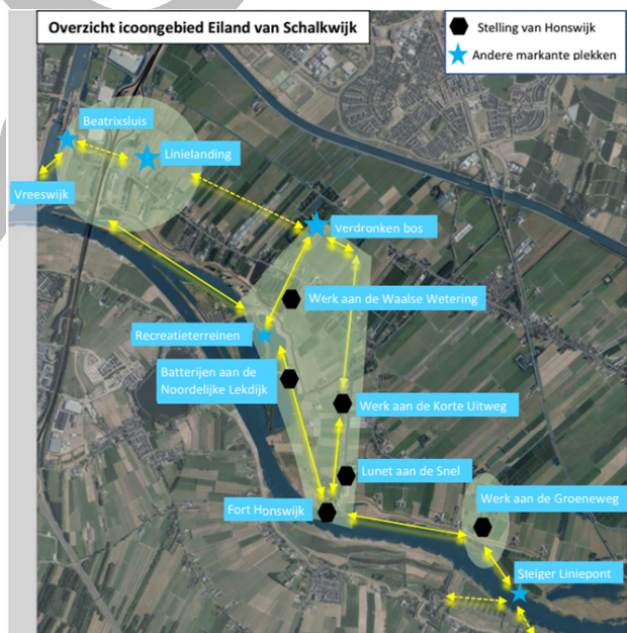 Overzicht icoongebied Eiland van Schalkwijk
Stelling van Honswijk
Andere markante plekken
Beatrixsluis
Linielanding
Vreeswijk
Verdronken bos
Werk aan de Waalse Wetering
Recreatieterreinen
Batterijen aan de
Noordelijke Lekdijk
Werk aan de Korte Uitweg
Lunet aan de Snel
Fort Honswijk
Werk aan de Groeneweg
Steiger Liniepont